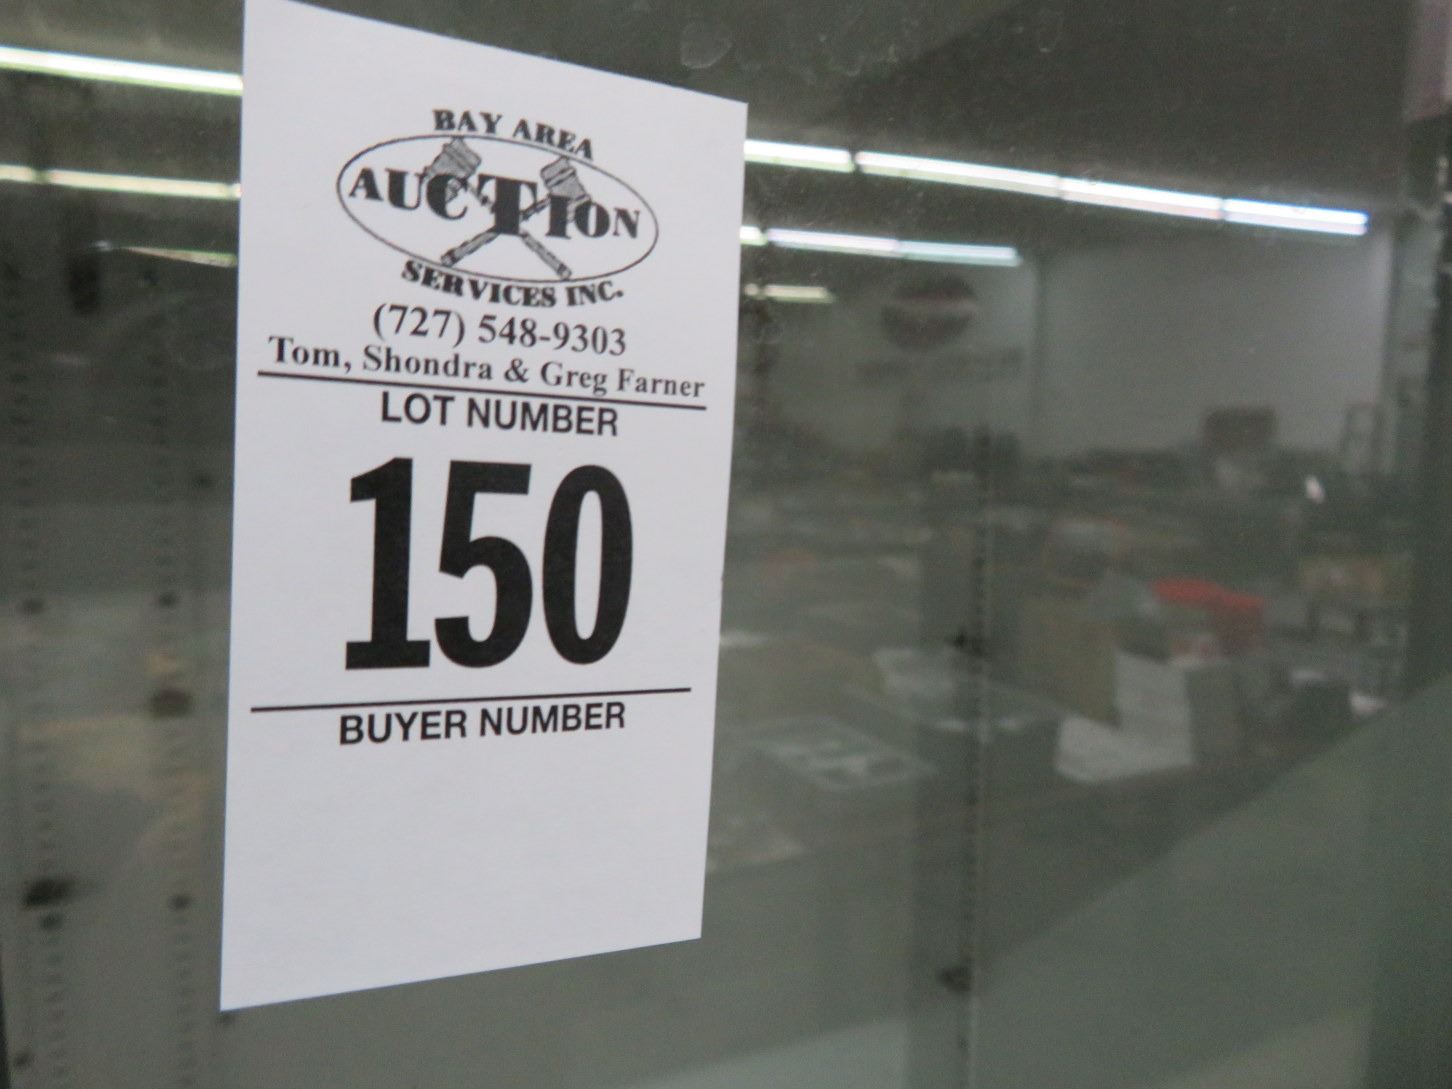 BAY AREA
AUCTION
SERVICES INC.
(727) 548-9303
Tom, Shondra & Greg Farner
LOT NUMBER
150
BUYER NUMBER